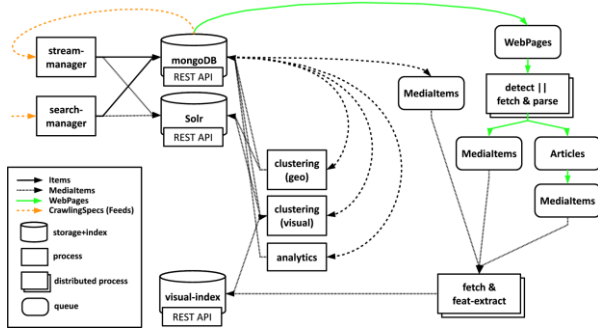 stream-
manager
search-
manager
mongoDB
REST API
Solr
REST API
WebPages
detect ||
fetch & parse
MediaItems
MediaItems
Articles
MediaItems
clustering
(geo)
clustering
(visual)
analytics
visual-index
REST API
fetch &
feat-extract
Items
MediaItems
WebPages
CrawlingSpecs (Feeds)
storage+index
process
distributed process
queue